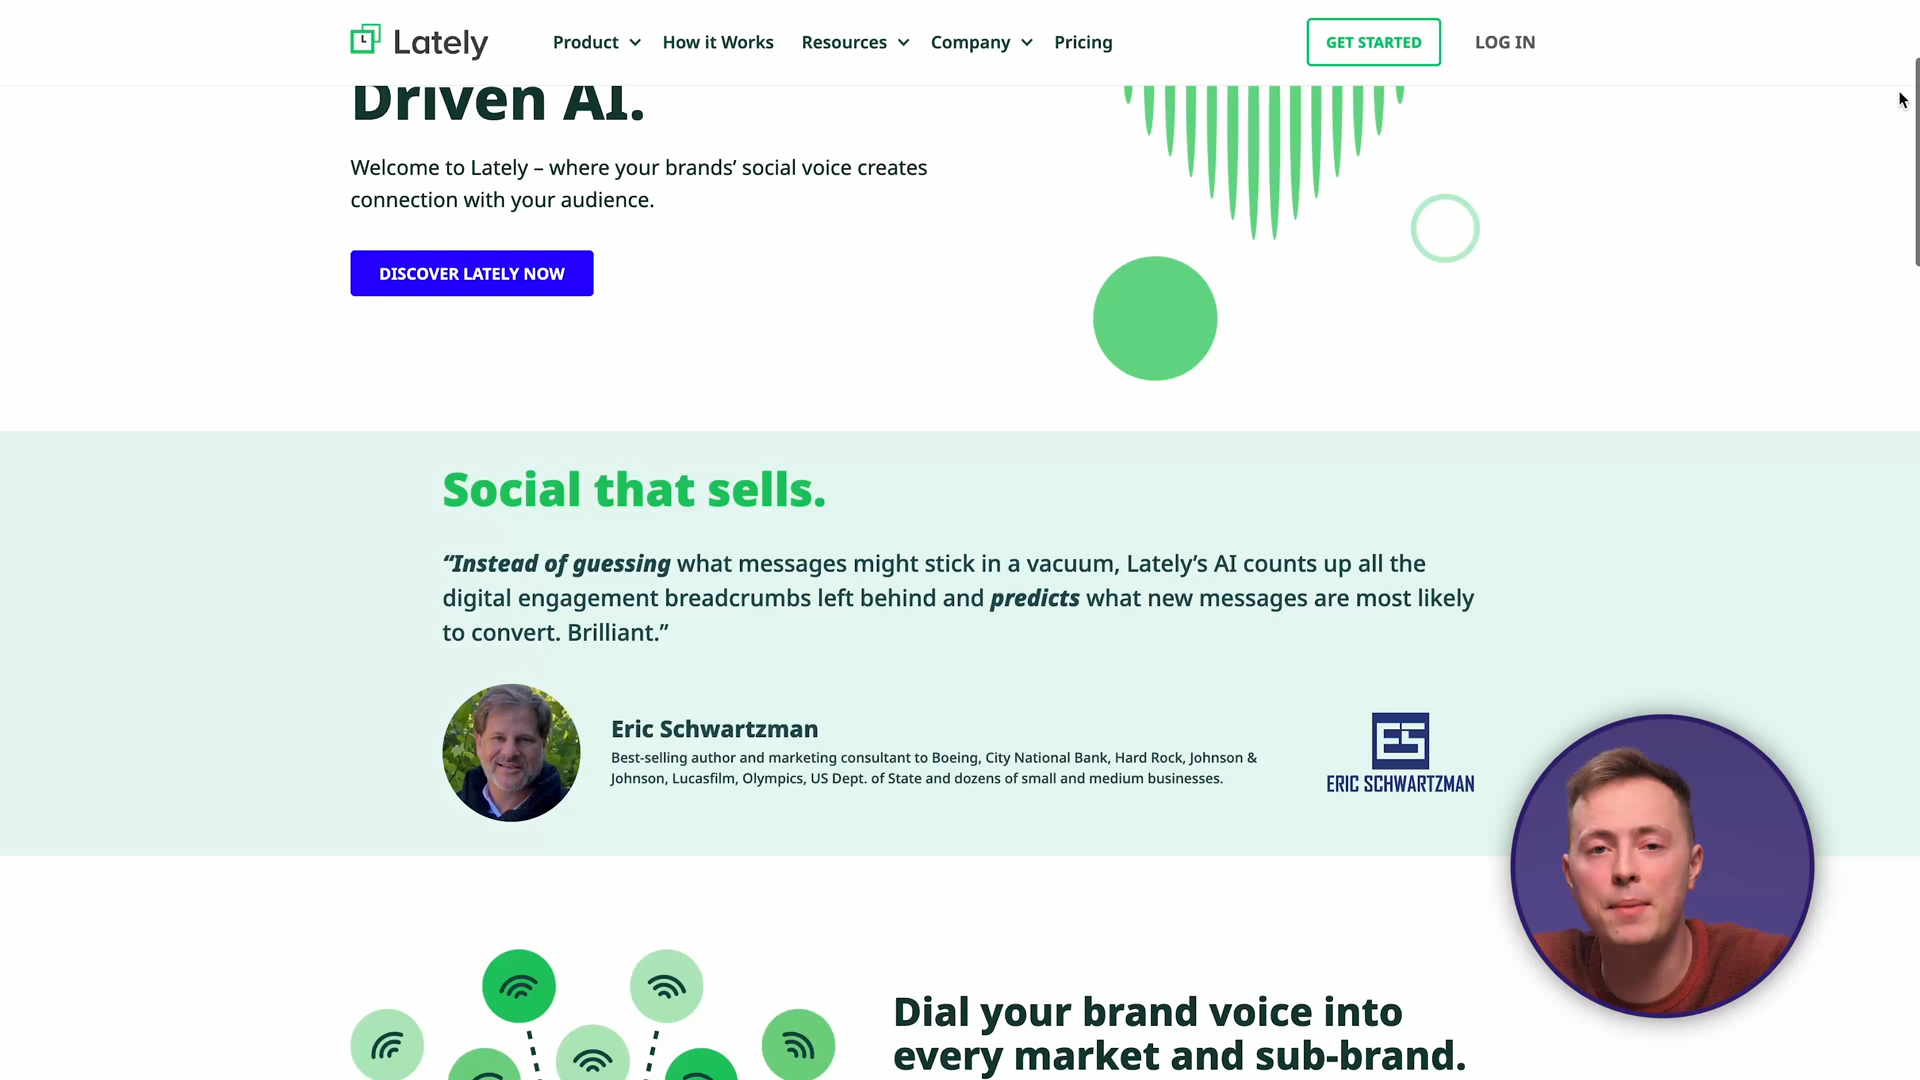 Lately
Product
How it Works
Resources
Company
Pricing
GET STARTED
LOG IN
Driven AI.
Welcome to Lately – where your brands’ social voice creates
connection with your audience.
DISCOVER LATELY NOW
Social that sells.
“Instead of guessing what messages might stick in a vacuum, Lately’s AI counts up all the
digital engagement breadcrumbs left behind and predicts what new messages are most likely
to convert. Brilliant.”
Eric Schwartzman
Best-selling author and marketing consultant to Boeing, City National Bank, Hard Rock, Johnson &
Johnson, Lucasfilm, Olympics, US Dept. of State and dozens of small and medium businesses.
ES
ERIC SCHWARTZMAN
Dial your brand voice into
every market and sub-brand.